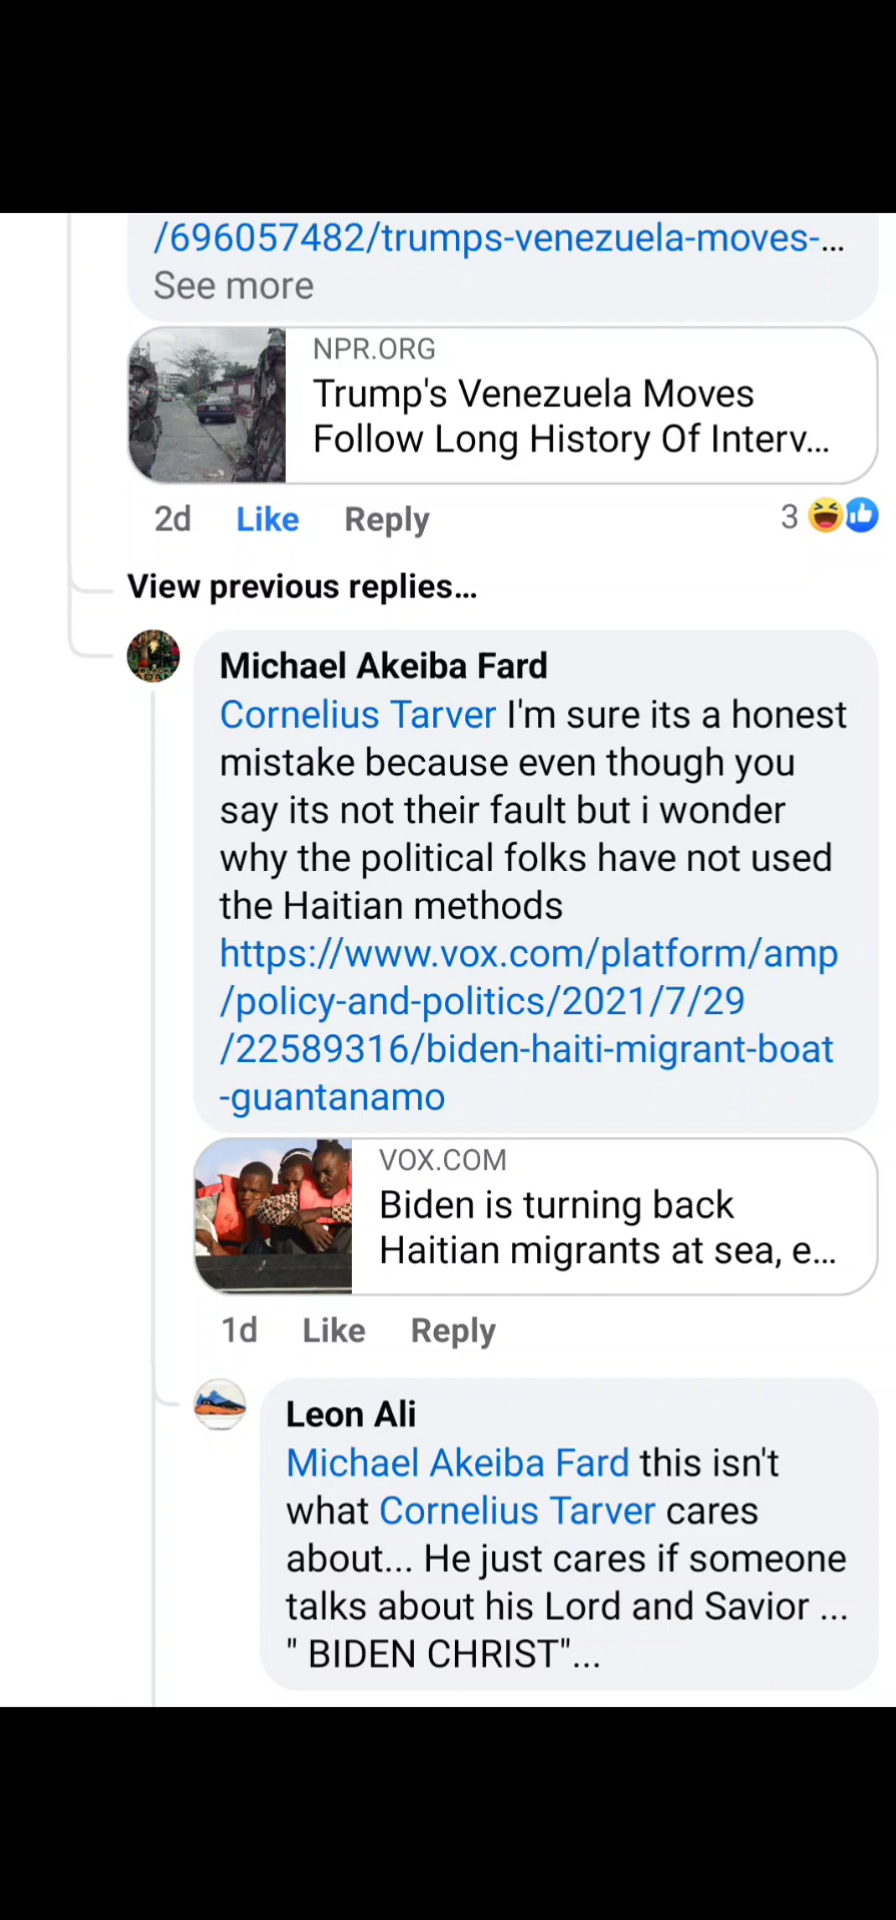 /696057482/trumps-venezuela-moves-...
See more
NPR.ORG
Trump's Venezuela Moves
Follow Long History Of Interv...
2d Like Reply 3
View previous replies...
Michael Akeiba Fard
Cornelius Tarver I'm sure its a honest
mistake because even though you
say its not their fault but i wonder
why the political folks have not used
the Haitian methods
https://www.vox.com/platform/amp
/policy-and-politics/2021/7/29
/22589316/biden-haiti-migrant-boat
-guantanamo
VOX.COM
Biden is turning back
Haitian migrants at sea, e...
1d Like Reply
Leon Ali
Michael Akeiba Fard this isn't
what Cornelius Tarver cares
about... He just cares if someone
talks about his Lord and Savior ...
" BIDEN CHRIST"...